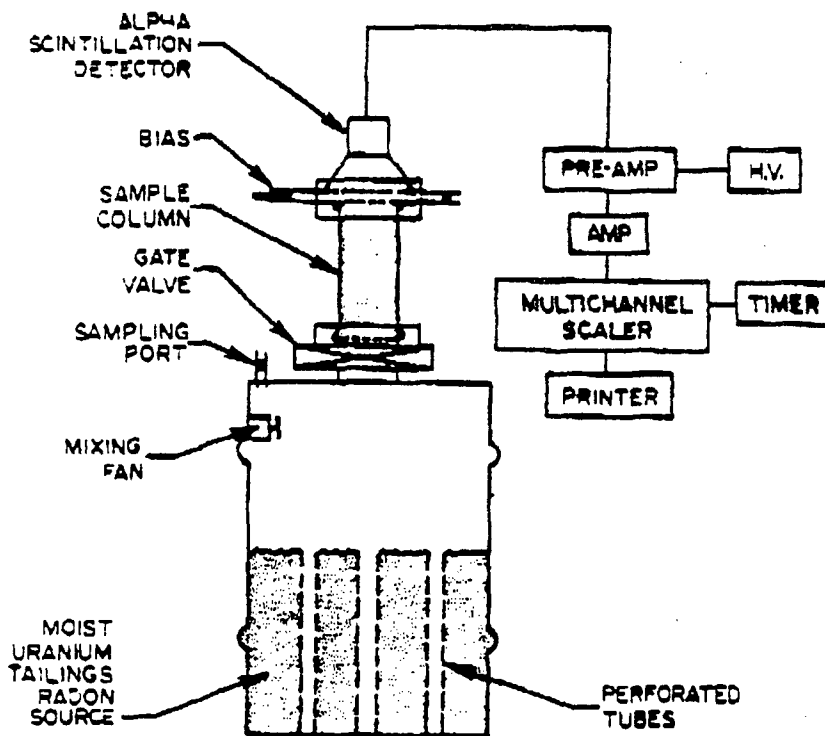 ALPHA
SCINTILLATION
DETECTOR
BIAS
SAMPLE
COLUMN
GATE
VALVE
SAMPLING
PORT
MIXING
FAN
MOIST
URANIUM
TAILINGS
RADON
SOURCE
PRE-AMP
H.V.
AMP
MULTICHANNEL
SCALER
TIMER
PRINTER
PERFORATED
TUBES